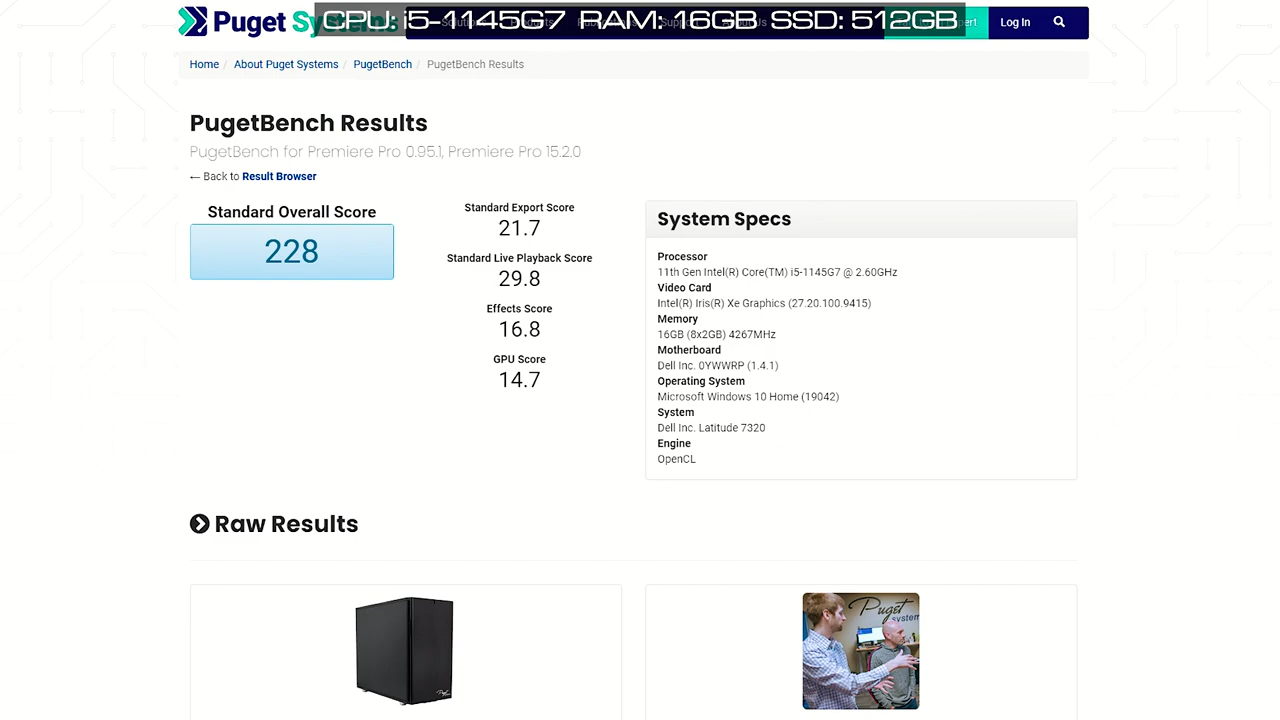 Puget Systems
CPU: i5-1145G7 RAM: 16GB SSD: 512GB
Log In
Home / About Puget Systems / PugetBench / PugetBench Results
PugetBench Results
PugetBench for Premiere Pro 0.95.1, Premiere Pro 15.2.0
← Back to Result Browser
Standard Overall Score
228
Standard Export Score
21.7
Standard Live Playback Score
29.8
Effects Score
16.8
GPU Score
14.7
System Specs
Processor
11th Gen Intel(R) Core(TM) i5-1145G7 @ 2.60GHz
Video Card
Intel(R) Iris(R) Xe Graphics (27.20.100.9415)
Memory
16GB (8x2GB) 4267MHz
Motherboard
Dell Inc. 0YWWRP (1.4.1)
Operating System
Microsoft Windows 10 Home (19042)
System
Dell Inc. Latitude 7320
Engine
OpenCL
Raw Results
Puget
Puget
System